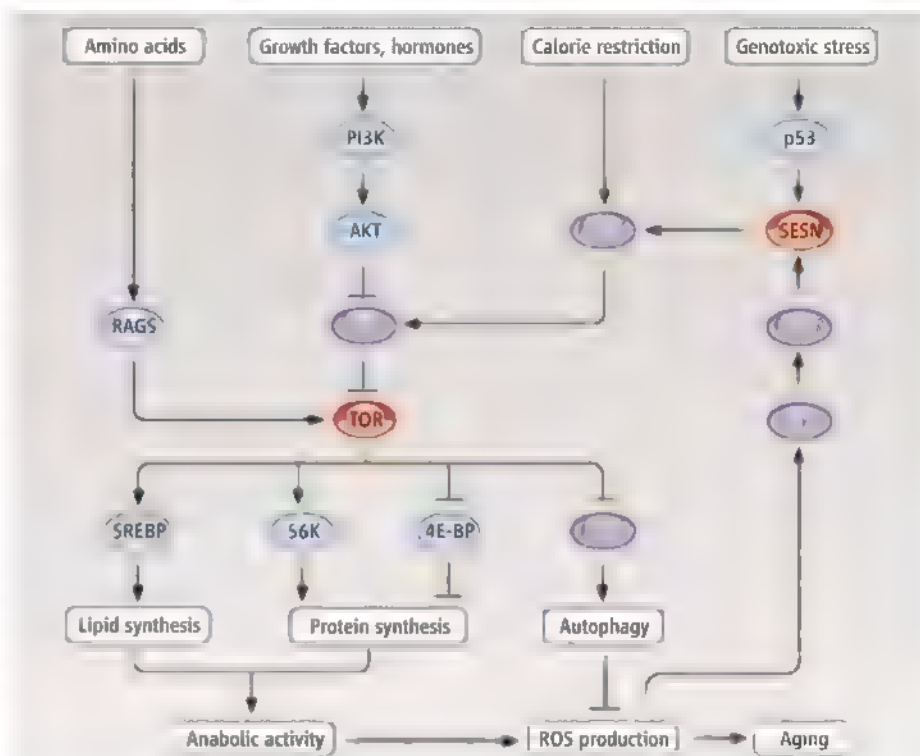 Amino acids
Growth factors, hormones
Calorie restriction
Genotoxic stress
PI3K
p53
AKT
SESN
RAGS
TOR
SREBP
S6K
4E-BP
Lipid synthesis
Protein synthesis
Autophagy
Anabolic activity
ROS production
Aging